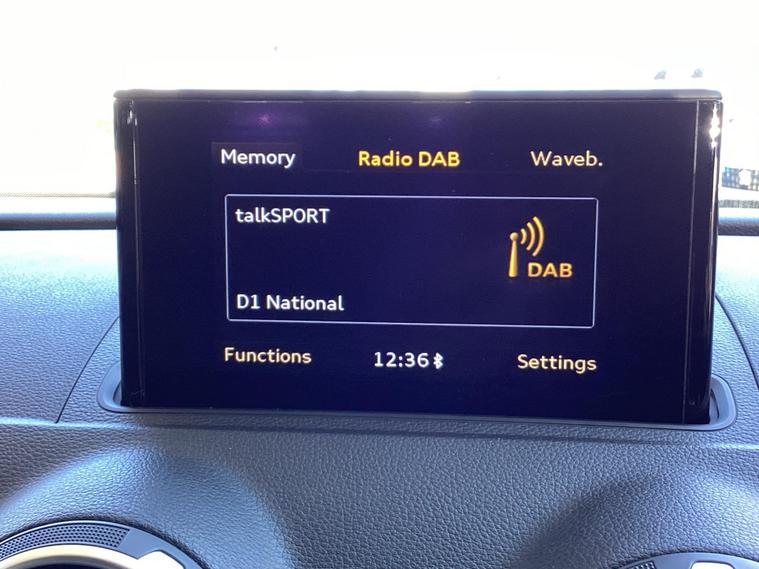 Memory Radio DAB Waveb.
talkSPORT
DAB
D1 National
Functions 12:36 Settings